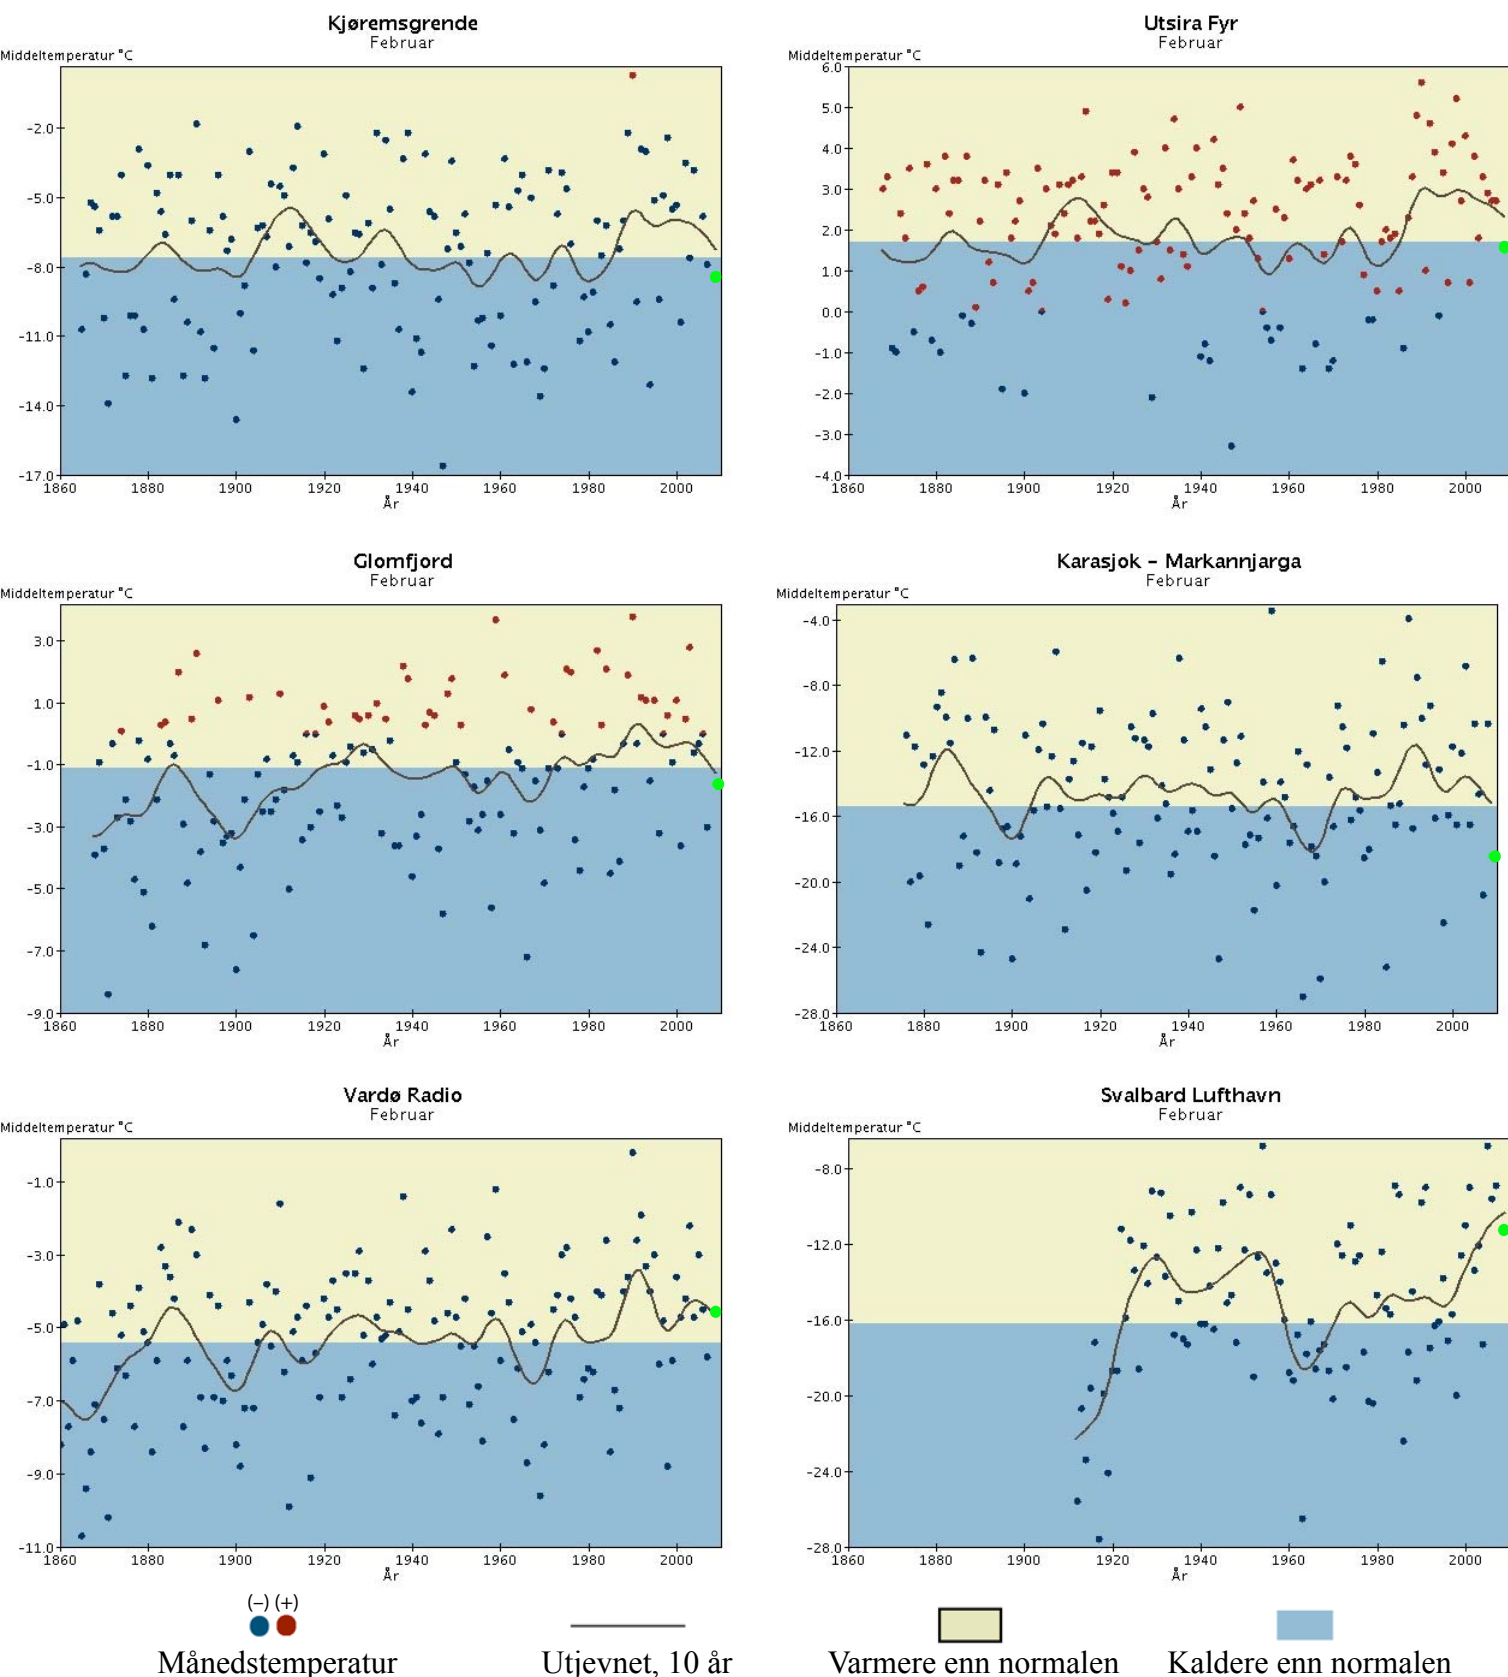 Kjøremsgrende
Februar
Middeltemperatur °C
-2.0
-5.0
-8.0
-11.0
-14.0
-17.0
1860 1880 1900 1920 1940 1960 1980 2000
År
Utsira Fyr
Februar
Middeltemperatur °C
6.0
5.0
4.0
3.0
2.0
1.0
0.0
-1.0
-2.0
-3.0
-4.0
1860 1880 1900 1920 1940 1960 1980 2000
År
Glomfjord
Februar
Middeltemperatur °C
3.0
1.0
-1.0
-3.0
-5.0
-7.0
-9.0
1860 1880 1900 1920 1940 1960 1980 2000
År
Karasjok - Markannjarga
Februar
Middeltemperatur °C
-4.0
-8.0
-12.0
-16.0
-20.0
-24.0
-28.0
1860 1880 1900 1920 1940 1960 1980 2000
År
Vardø Radio
Februar
Middeltemperatur °C
-1.0
-3.0
-5.0
-7.0
-9.0
-11.0
1860 1880 1900 1920 1940 1960 1980 2000
År
Svalbard Lufthavn
Februar
Middeltemperatur °C
-8.0
-12.0
-16.0
-20.0
-24.0
-28.0
1860 1880 1900 1920 1940 1960 1980 2000
År
(–) (+)
Månedstemperatur Utjevnet, 10 år Varmere enn normalen Kaldere enn normalen